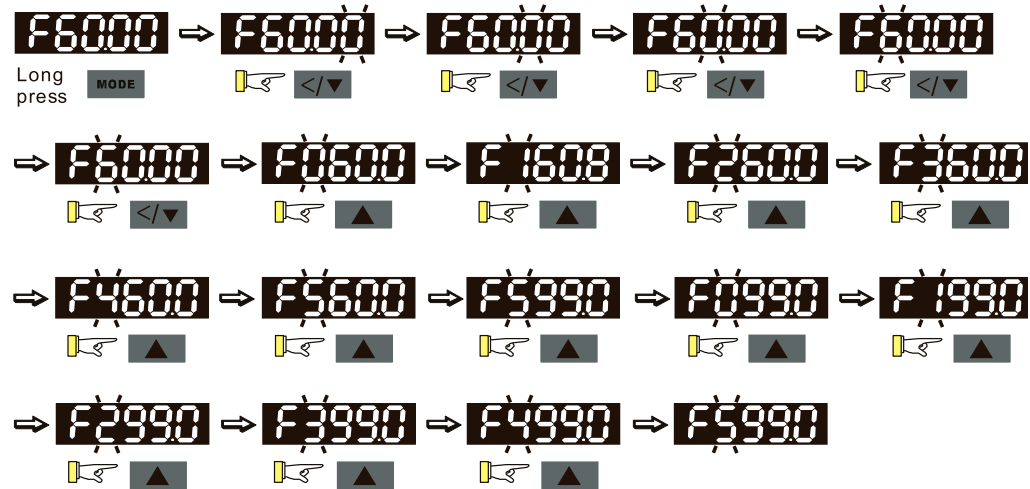 F60.00 F60.00 F60.00 F60.00 F60.00
Long
press MODE </▼ </▼ </▼ </▼
F60.00 F060.0 F160.8 F260.0 F360.0
</▼ ▲ ▲ ▲ ▲
F460.0 F560.0 F599.0 F099.0 F199.0
▲ ▲ ▲ ▲ ▲
F299.0 F399.0 F499.0 F599.0
▲ ▲ ▲